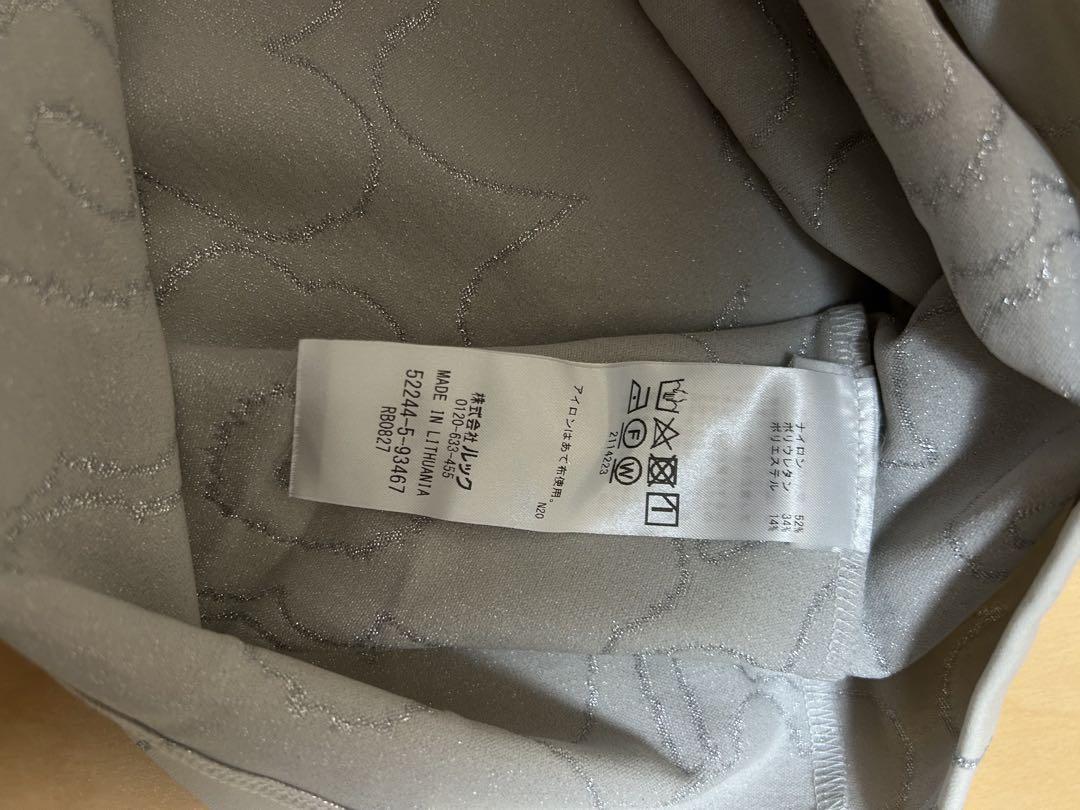 ナイロン 52%
ポリウレタン 34%
ポリエステル 14%
F W
2114223
アイロンはあて布使用。
N20
株式会社ルック
0120-633-455
MADE IN LITHUANIA
52244-5-93467
RB0827